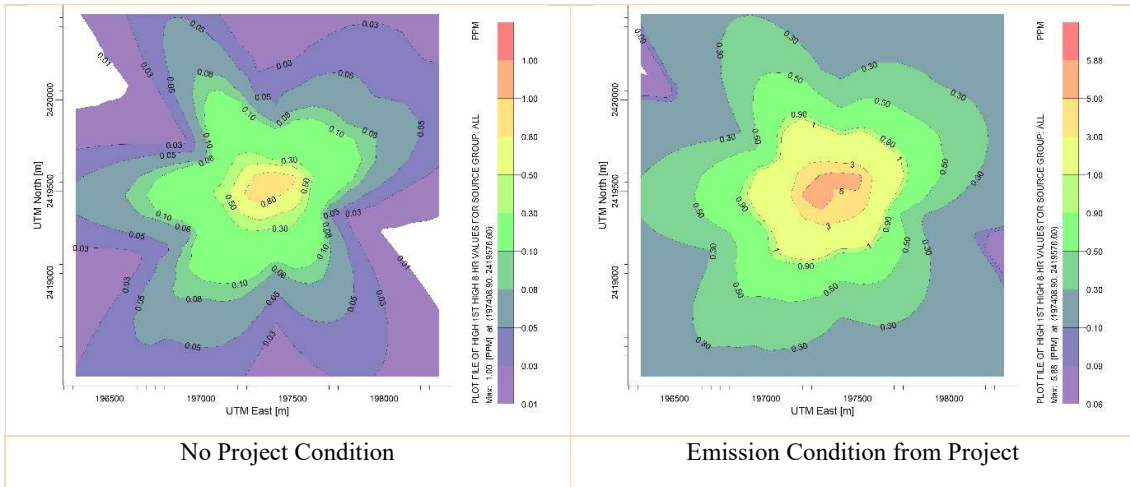 PPM
1.00
1.00
0.80
0.50
0.30
0.10
0.08
0.05
0.03
0.01
PLOT FILE OF HIGH 1ST HIGH 8-HR VALUES FOR SOURCE GROUP: ALL
Max: 1.00 [PPM] at (197408.90, 2419576.60)
UTM North [m]
2420000
2419500
2419000
196500 197000 197500 198000
UTM East [m]
0.01
0.03
0.05
0.08
0.10
0.30
0.50
0.80
No Project Condition
PPM
5.88
5.00
3.00
1.00
0.90
0.50
0.30
0.10
0.09
0.06
PLOT FILE OF HIGH 1ST HIGH 8-HR VALUES FOR SOURCE GROUP: ALL
Max: 5.88 [PPM] at (197408.90, 2419576.60)
UTM North [m]
2420000
2419500
2419000
196500 197000 197500 198000
UTM East [m]
0.09
0.30
0.50
0.90
1
3
5
Emission Condition from Project